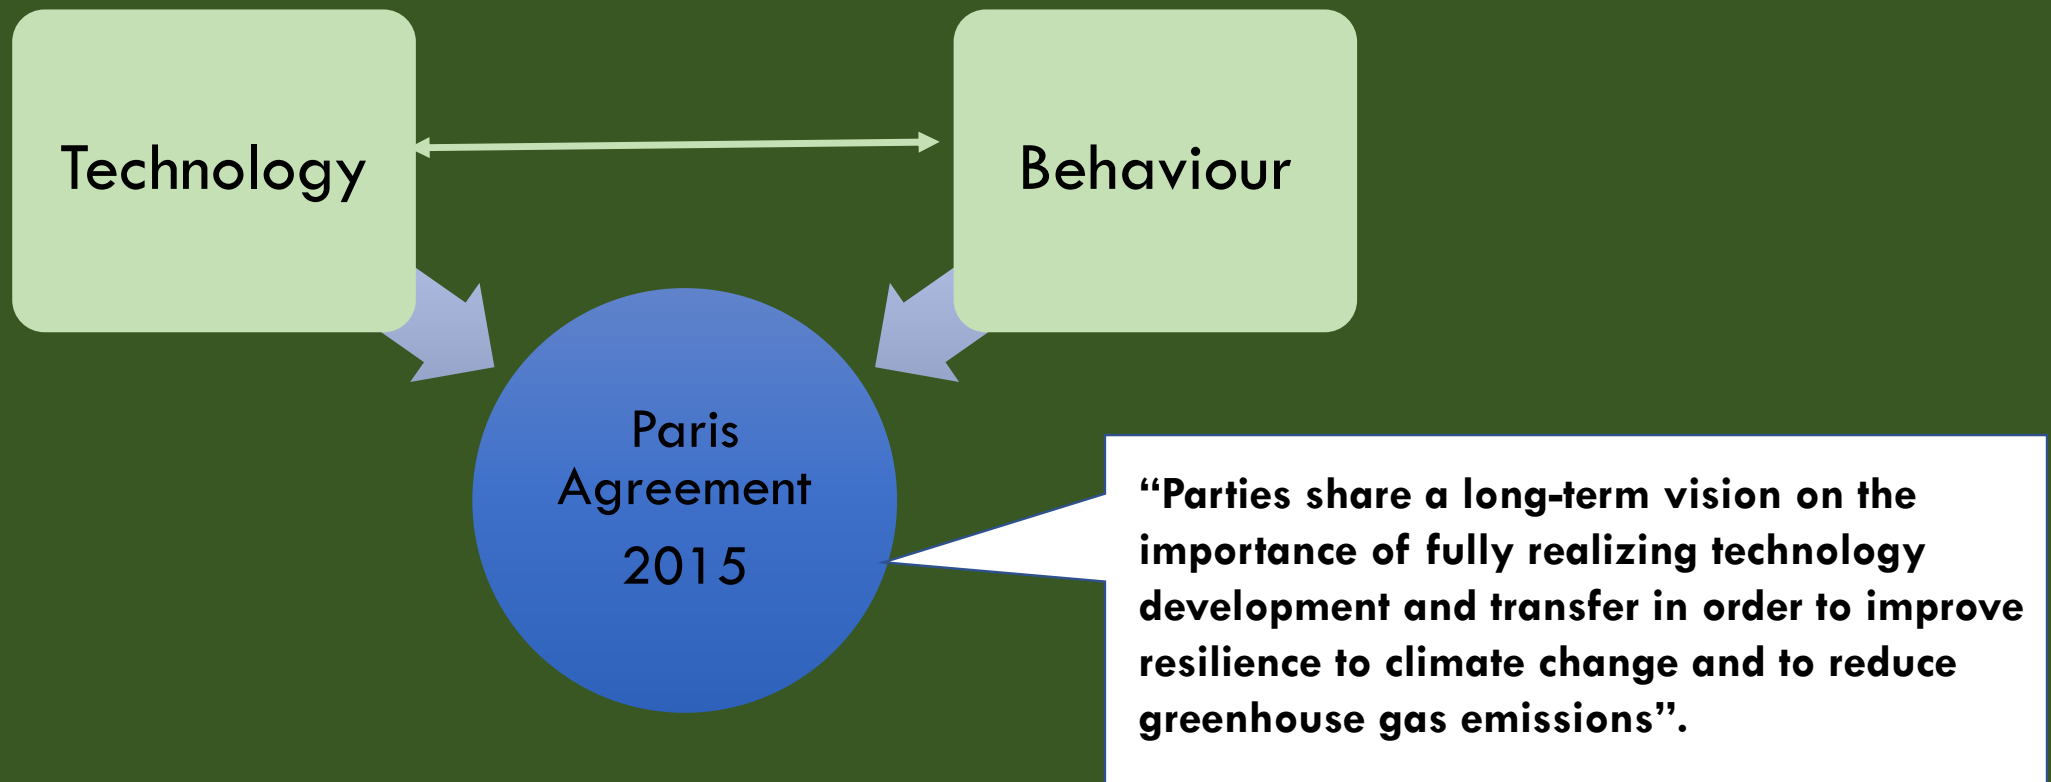 Technology
Behaviour
Paris
Agreement
2015
“Parties share a long-term vision on the
importance of fully realizing technology
development and transfer in order to improve
resilience to climate change and to reduce
greenhouse gas emissions”.